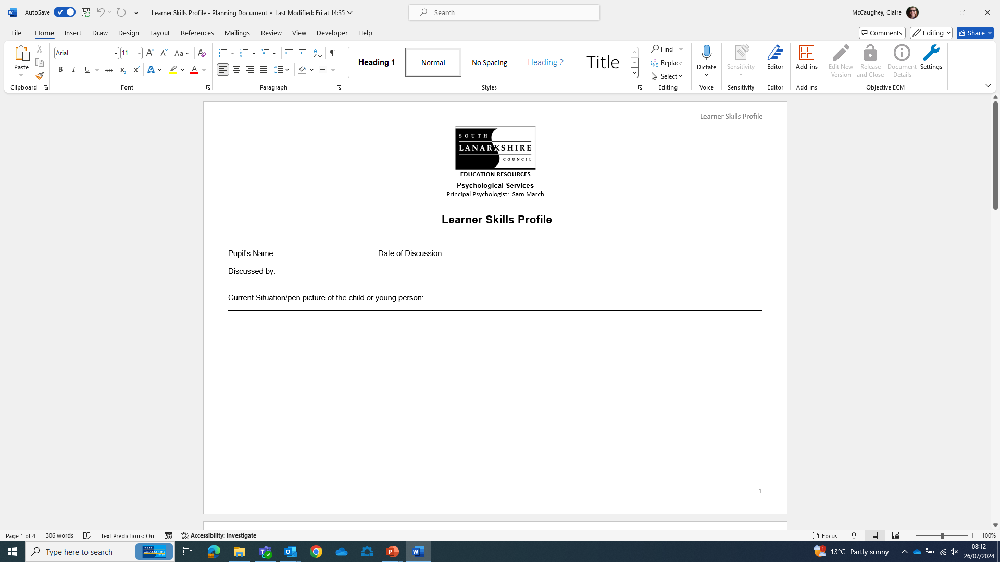 AutoSave
Learner Skills Profile - Planning Document • Last Modified: Fri at 14:35
Search
McCaughey, Claire
File Home Insert Draw Design Layout References Mailings Review View Developer Help
Comments Editing Share
Paste
Clipboard
Arial 11
Font
Paragraph
Heading 1 Normal No Spacing Heading 2 Title
Styles
Find
Replace
Select
Editing
Dictate
Voice
Sensitivity
Sensitivity
Editor
Editor
Add-ins
Add-ins
Edit New Version
Release and Close
Document Details
Settings
Objective ECM
Learner Skills Profile
SOUTH
LANARKSHIRE
COUNCIL
EDUCATION RESOURCES
Psychological Services
Principal Psychologist: Sam March
Learner Skills Profile
Pupil's Name: Date of Discussion:
Discussed by:
Current Situation/pen picture of the child or young person:
1
Page 1 of 4 306 words Text Predictions: On Accessibility: Investigate
Focus 100%
Type here to search
13°C Partly sunny
08:12
26/07/2024